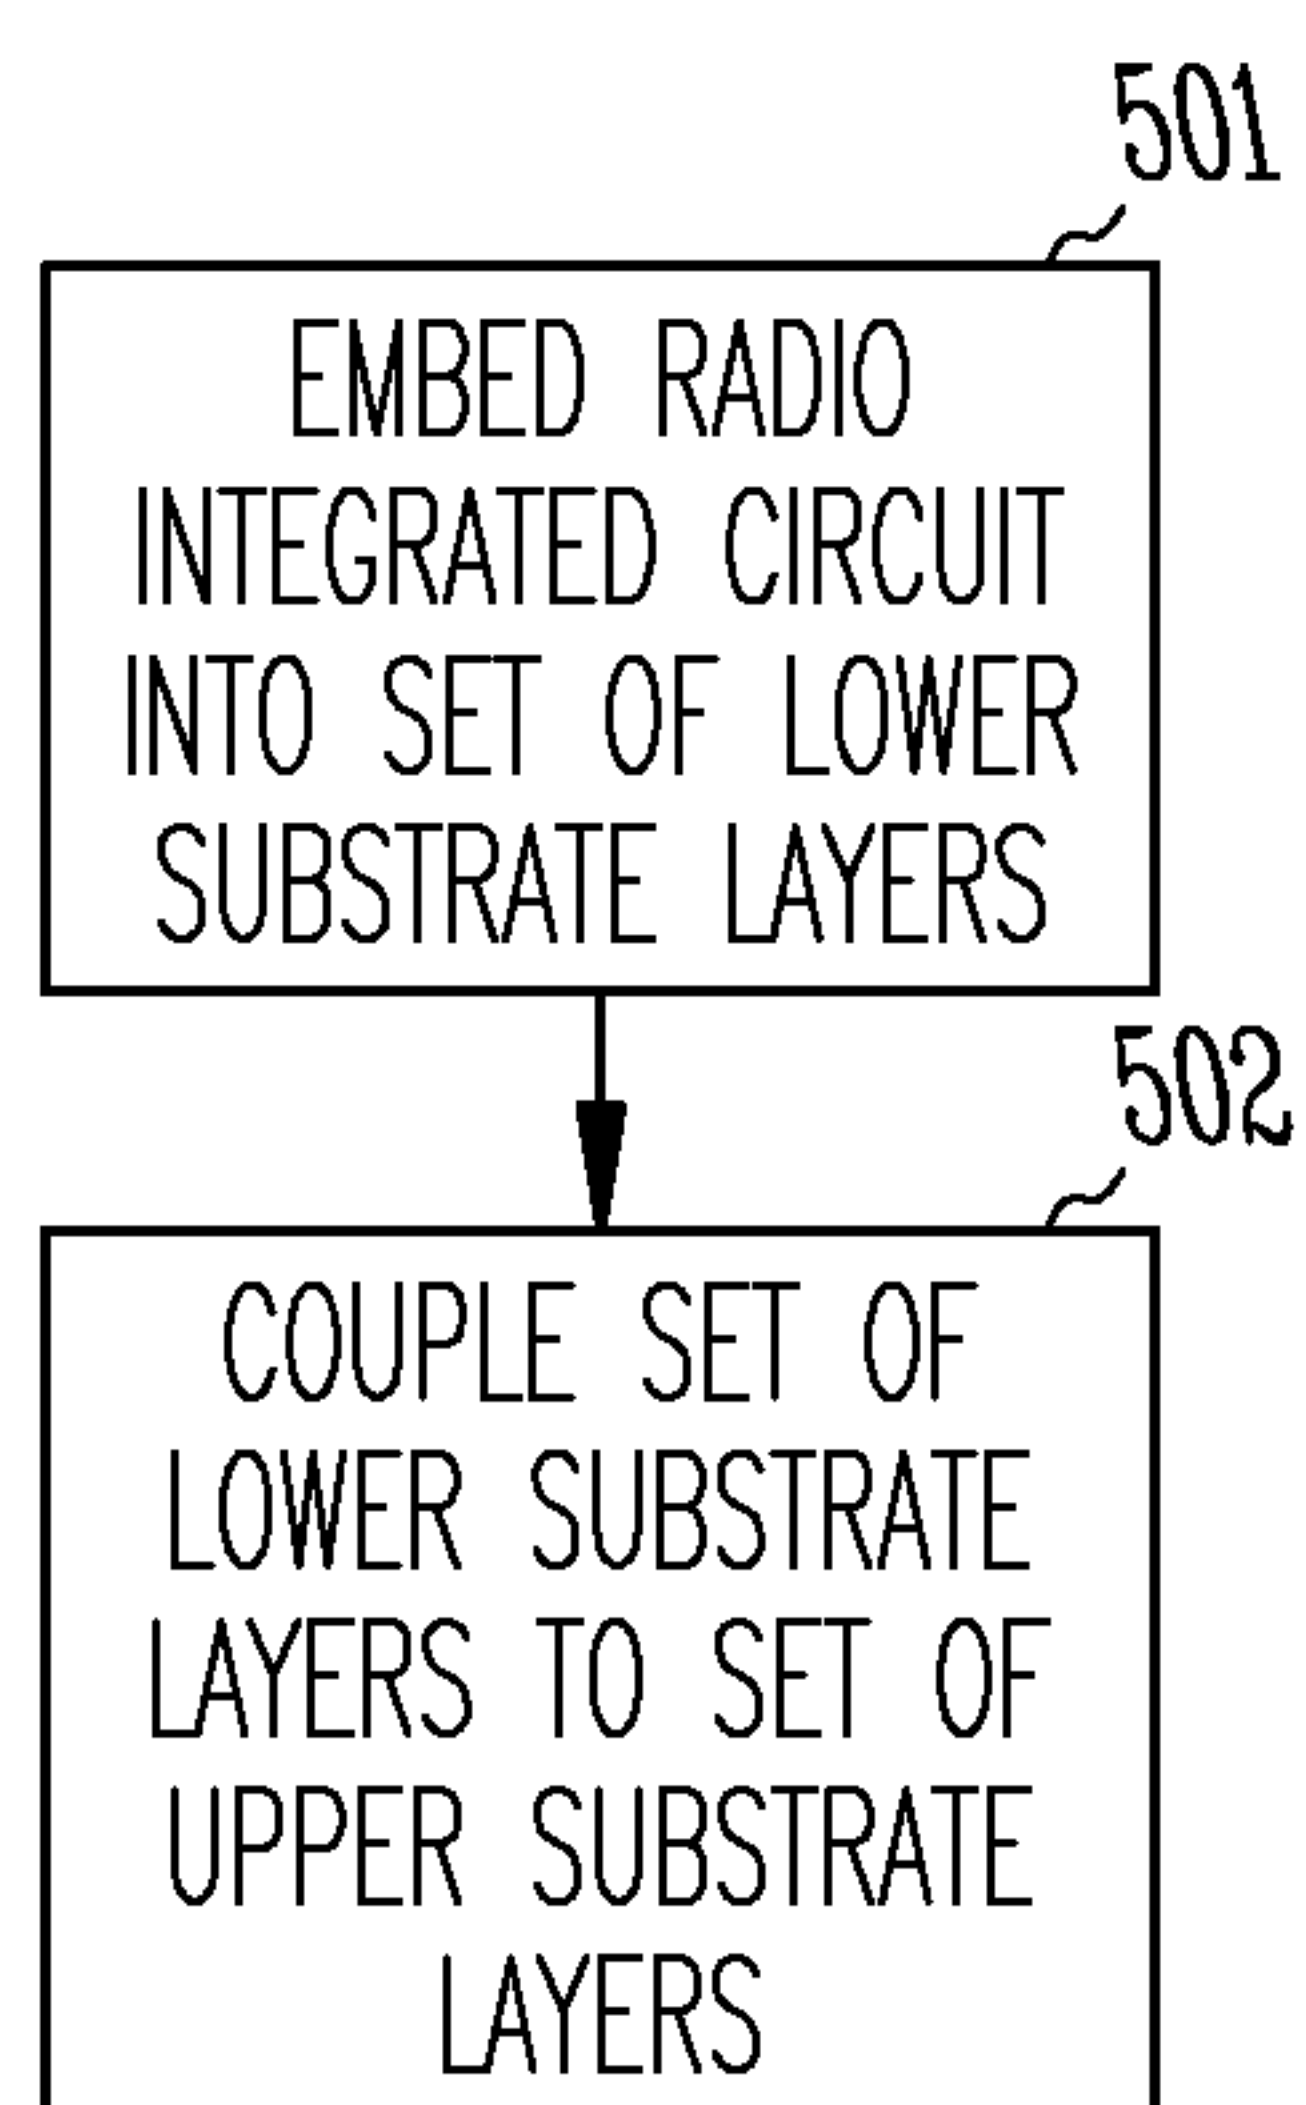 501
EMBED RADIO
INTEGRATED CIRCUIT
INTO SET OF LOWER
SUBSTRATE LAYERS
502
COUPLE SET OF
LOWER SUBSTRATE
LAYERS TO SET OF
UPPER SUBSTRATE
LAYERS